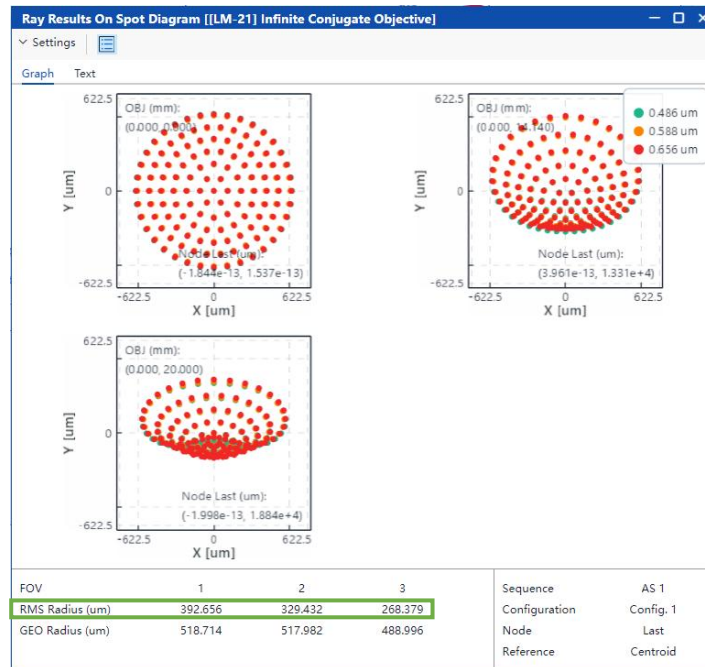 Ray Results On Spot Diagram [[LM-21] Infinite Conjugate Objective]
Settings
Graph Text
622.5
0
-622.5
Y [um]
OBJ (mm):
(0.000, 0.000)
Node Last (um):
(-1.844e-13, 1.537e-13)
-622.5 0 622.5
X [um]
622.5
0
-622.5
Y [um]
OBJ (mm):
(0.000, 14.140)
Node Last (um):
(3.961e-13, 1.331e+4)
-622.5 0 622.5
X [um]
0.486 um
0.588 um
0.656 um
622.5
0
-622.5
Y [um]
OBJ (mm):
(0.000, 20.000)
Node Last (um):
(-1.998e-13, 1.884e+4)
-622.5 0 622.5
X [um]
FOV 1 2 3
RMS Radius (um) 392.656 329.432 268.379
GEO Radius (um) 518.714 517.982 488.996
Sequence AS 1
Configuration Config. 1
Node Last
Reference Centroid